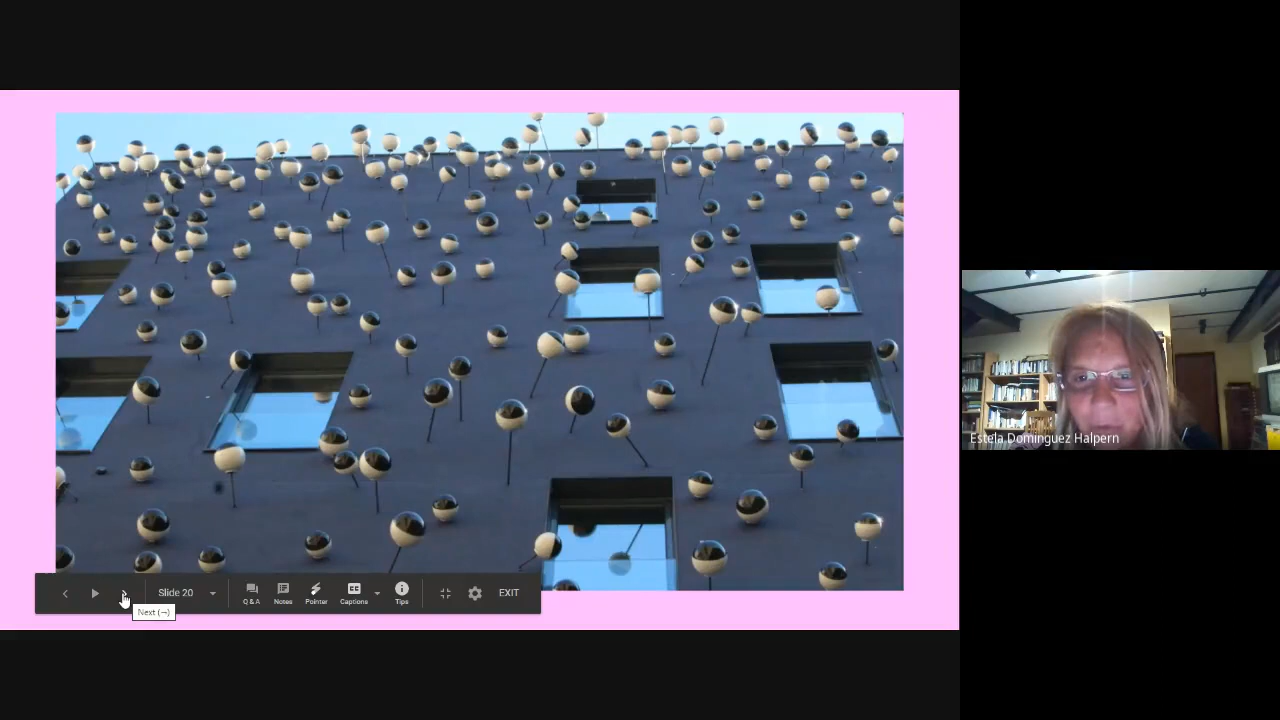 Slide 20
Q & A
Notes
Pointer
Captions
Tips
EXIT
Next (→)
Estela Dominguez Halpern